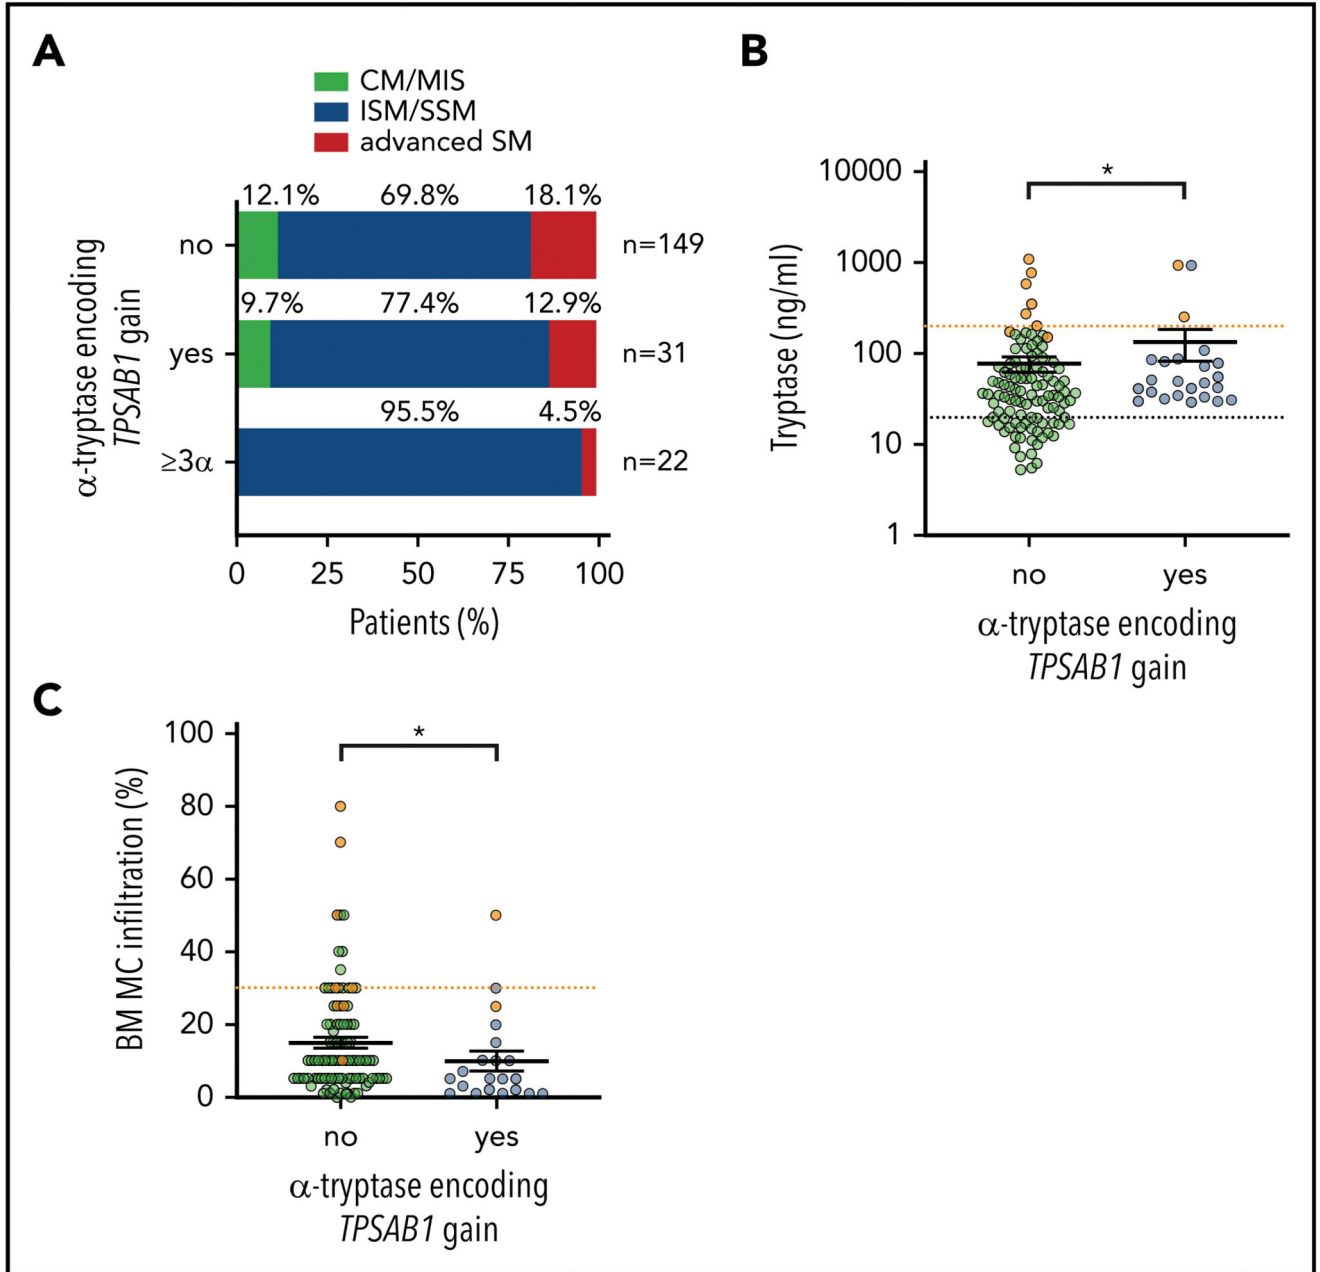 A
CM/MIS
ISM/SSM
advanced SM
12.1% 69.8% 18.1%
no n=149
9.7% 77.4% 12.9%
yes n=31
95.5% 4.5%
≥3α n=22
α-tryptase encoding
TPSAB1 gain
0 25 50 75 100
Patients (%)
B
*
10000
1000
100
10
1
Tryptase (ng/ml)
no yes
α-tryptase encoding
TPSAB1 gain
C
*
100
80
60
40
20
0
BM MC infiltration (%)
no yes
α-tryptase encoding
TPSAB1 gain